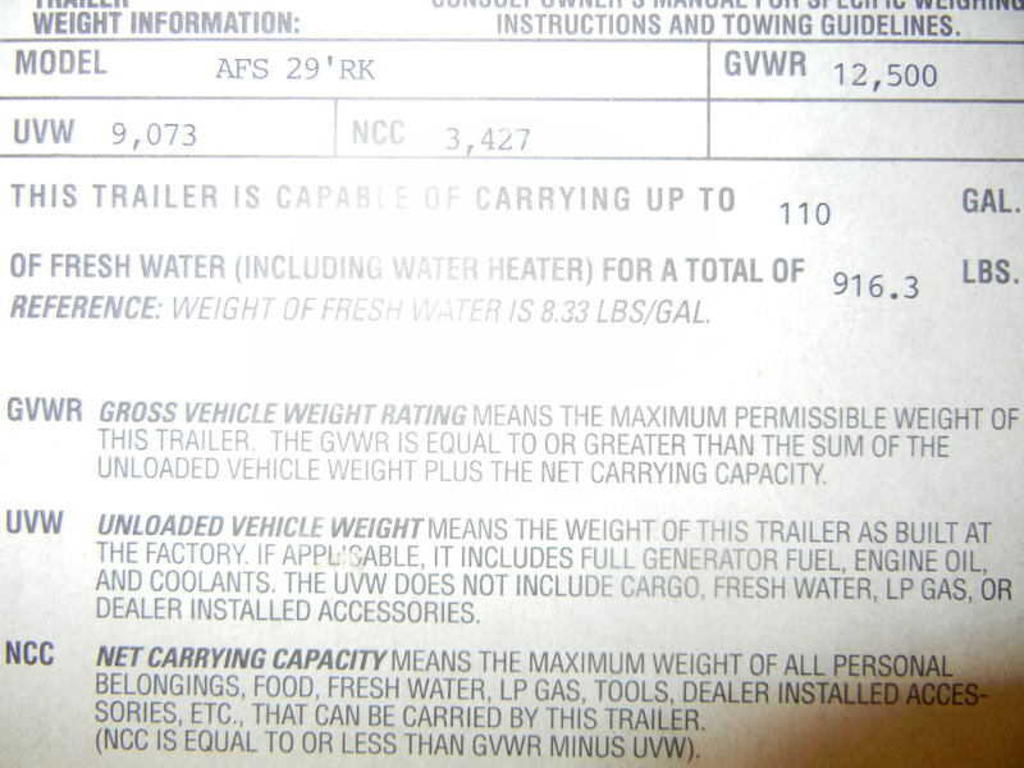 TRAILER
WEIGHT INFORMATION:
CONSULT OWNER'S MANUAL FOR SPECIFIC WEIGHING
INSTRUCTIONS AND TOWING GUIDELINES.
MODEL AFS 29'RK
GVWR 12,500
UVW 9,073
NCC 3,427
THIS TRAILER IS CAPABLE OF CARRYING UP TO 110 GAL.
OF FRESH WATER (INCLUDING WATER HEATER) FOR A TOTAL OF 916.3 LBS.
REFERENCE: WEIGHT OF FRESH WATER IS 8.33 LBS/GAL.
GVWR GROSS VEHICLE WEIGHT RATING MEANS THE MAXIMUM PERMISSIBLE WEIGHT OF
THIS TRAILER. THE GVWR IS EQUAL TO OR GREATER THAN THE SUM OF THE
UNLOADED VEHICLE WEIGHT PLUS THE NET CARRYING CAPACITY.
UVW UNLOADED VEHICLE WEIGHT MEANS THE WEIGHT OF THIS TRAILER AS BUILT AT
THE FACTORY. IF APPLICABLE, IT INCLUDES FULL GENERATOR FUEL, ENGINE OIL,
AND COOLANTS. THE UVW DOES NOT INCLUDE CARGO, FRESH WATER, LP GAS, OR
DEALER INSTALLED ACCESSORIES.
NCC NET CARRYING CAPACITY MEANS THE MAXIMUM WEIGHT OF ALL PERSONAL
BELONGINGS, FOOD, FRESH WATER, LP GAS, TOOLS, DEALER INSTALLED ACCES-
SORIES, ETC., THAT CAN BE CARRIED BY THIS TRAILER.
(NCC IS EQUAL TO OR LESS THAN GVWR MINUS UVW).